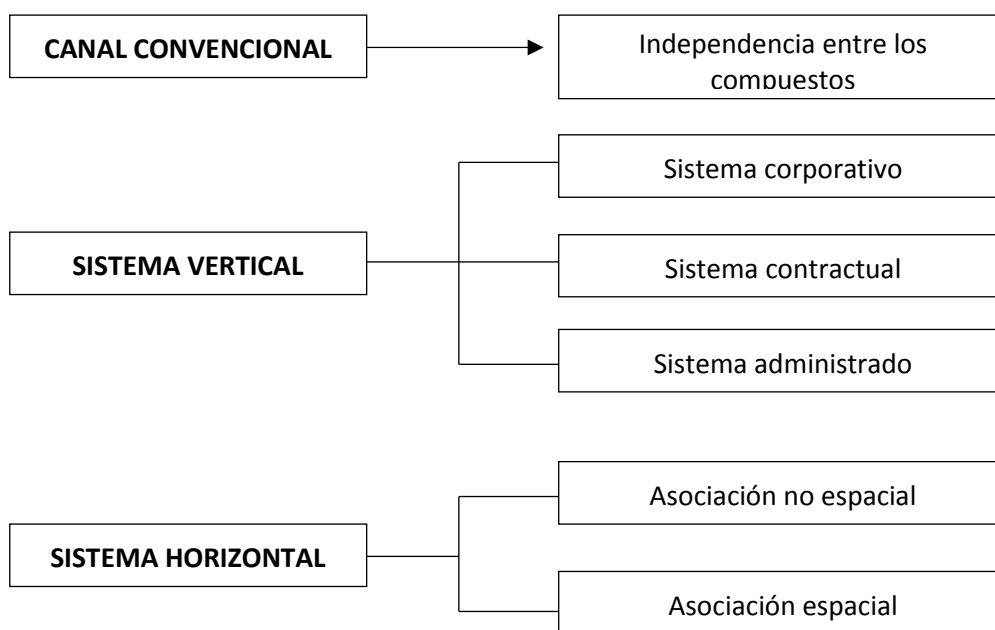 CANAL CONVENCIONAL
Independencia entre los
compuestos
Sistema corporativo
SISTEMA VERTICAL
Sistema contractual
Sistema administrado
Asociación no espacial
SISTEMA HORIZONTAL
Asociación espacial